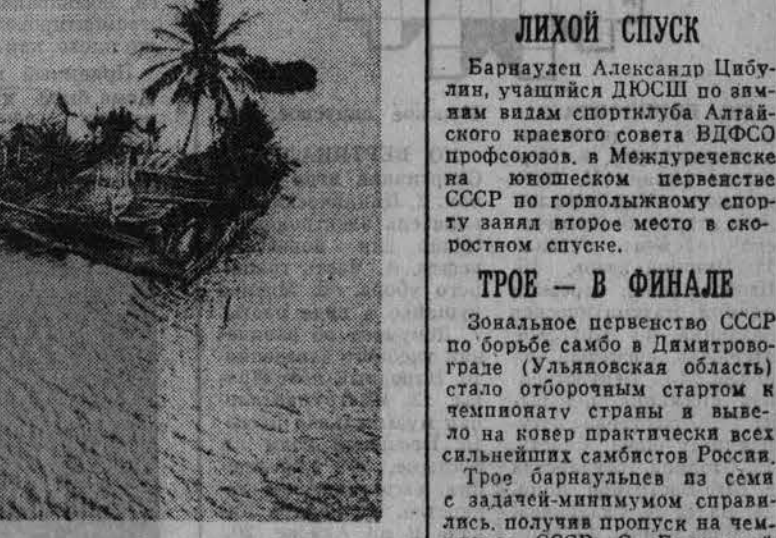 ЛИХОЙ СПУСК
Барнаулец Александр Цибу-
лин, учащийся ДЮСШ по зим-
ним видам спортклуба Алтай-
ского краевого совета ВДФСО
профсоюзов, в Междуреченске
на юношеском первенстве
СССР по горнолыжному спор-
ту занял второе место в ско-
ростном спуске.
ТРОЕ — В ФИНАЛЕ
Зональное первенство СССР
по борьбе самбо в Димитрово-
граде (Ульяновская область)
стало отборочным стартом к
чемпионату страны и выве-
ло на ковер практически всех
сильнейших самбистов России.
Трое барнаульцев из семи
с задачей-минимумом справи-
лись, получив пропуск на чем-
СССР.